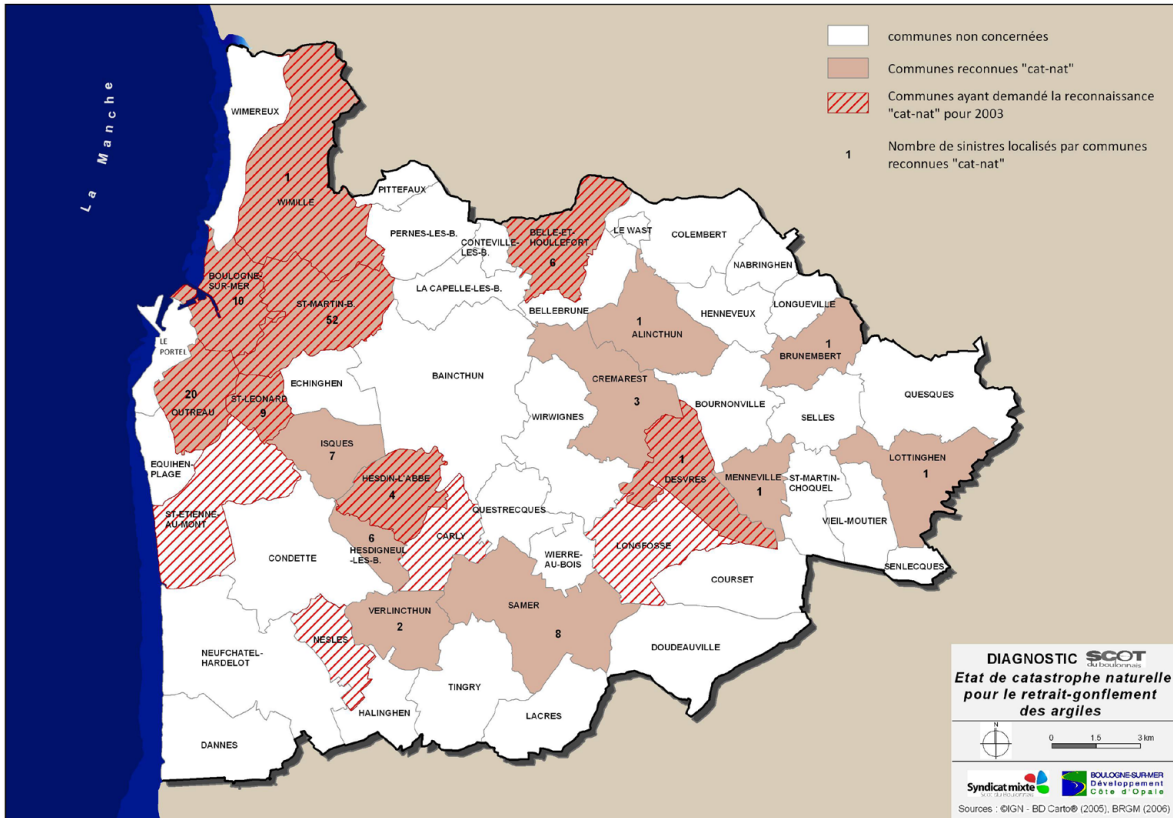 La Manche
communes non concernées
Communes reconnues "cat-nat"
Communes ayant demandé la reconnaissance
"cat-nat" pour 2003
1
Nombre de sinistres localisés par communes
reconnues "cat-nat"
WIMEREUX
1
WIMILLE
PITTEFAUX
PERNES-LES-B.
CONTEVILLE-
LES-B.
BELLE-ET-
HOULLEFORT
6
LE WAST
COLEMBERT
NABRINGHEN
BOULOGNE-
SUR-MER
10
ST-MARTIN-B.
52
LA CAPELLE-LES-B.
BELLEBRUNE
HENNEVEUX
LONGUEVILLE
1
ALINCTHUN
1
BRUNEMBERT
LE
PORTEL
ECHINGHEN
BAINCTHUN
CREMAREST
3
WIRWIGNES
BOURNONVILLE
SELLES
QUESQUES
20
OUTREAU
ST-LEONARD
9
ISQUES
7
EQUIHEN-
PLAGE
HESDIN-L'ABBE
4
1
DESVRES
MENNEVILLE
1
ST-MARTIN-
CHOQUEL
LOTTINGHEN
1
ST-ETIENNE-
AU-MONT
QUESTRECQUES
VIEIL-MOUTIER
CONDETTE
6
HESDIGNEUL
-LES-B.
CARLY
WIERRE-
AU-BOIS
LONGFOSSE
COURSET
SENLECQUES
VERLINCTHUN
2
SAMER
8
NESLES
NEUFCHATEL-
HARDELOT
DOUDEAUVILLE
TINGRY
HALINGHEN
LACRES
DANNES
DIAGNOSTIC SCOT
du boulonnais
Etat de catastrophe naturelle
pour le retrait-gonflement
des argiles
N
0 1.5 3 km
Syndicat mixte
BOULOGNE-SUR-MER
Développement
Côte d'Opale
Sources : ©IGN - BD Carto® (2005), BRGM (2006)